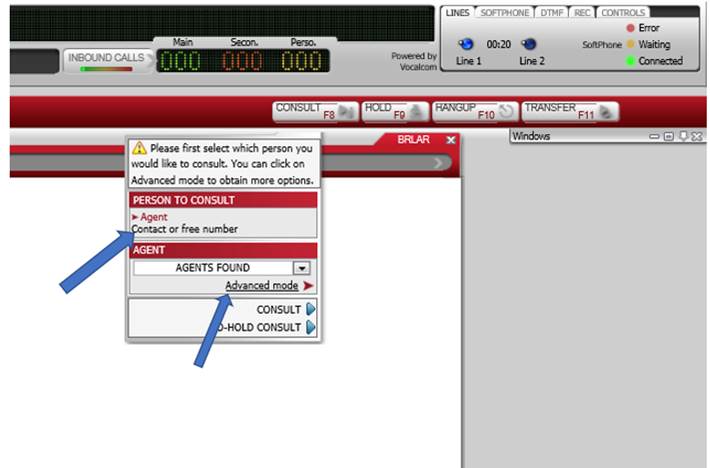 LINES SOFTPHONE DTMF REC CONTROLS
Error
INBOUND CALLS
Main Secon. Perso.
000 000 000
Powered by
Vocalcom
00:20
Line 1 Line 2
SoftPhone Waiting
Connected
CONSULT F8 HOLD F9 HANGUP F10 TRANSFER F11
BRLAR
Windows
Please first select which person you
would like to consult. You can click on
Advanced mode to obtain more options.
PERSON TO CONSULT
Agent
Contact or free number
AGENT
AGENTS FOUND
Advanced mode
CONSULT
O-HOLD CONSULT